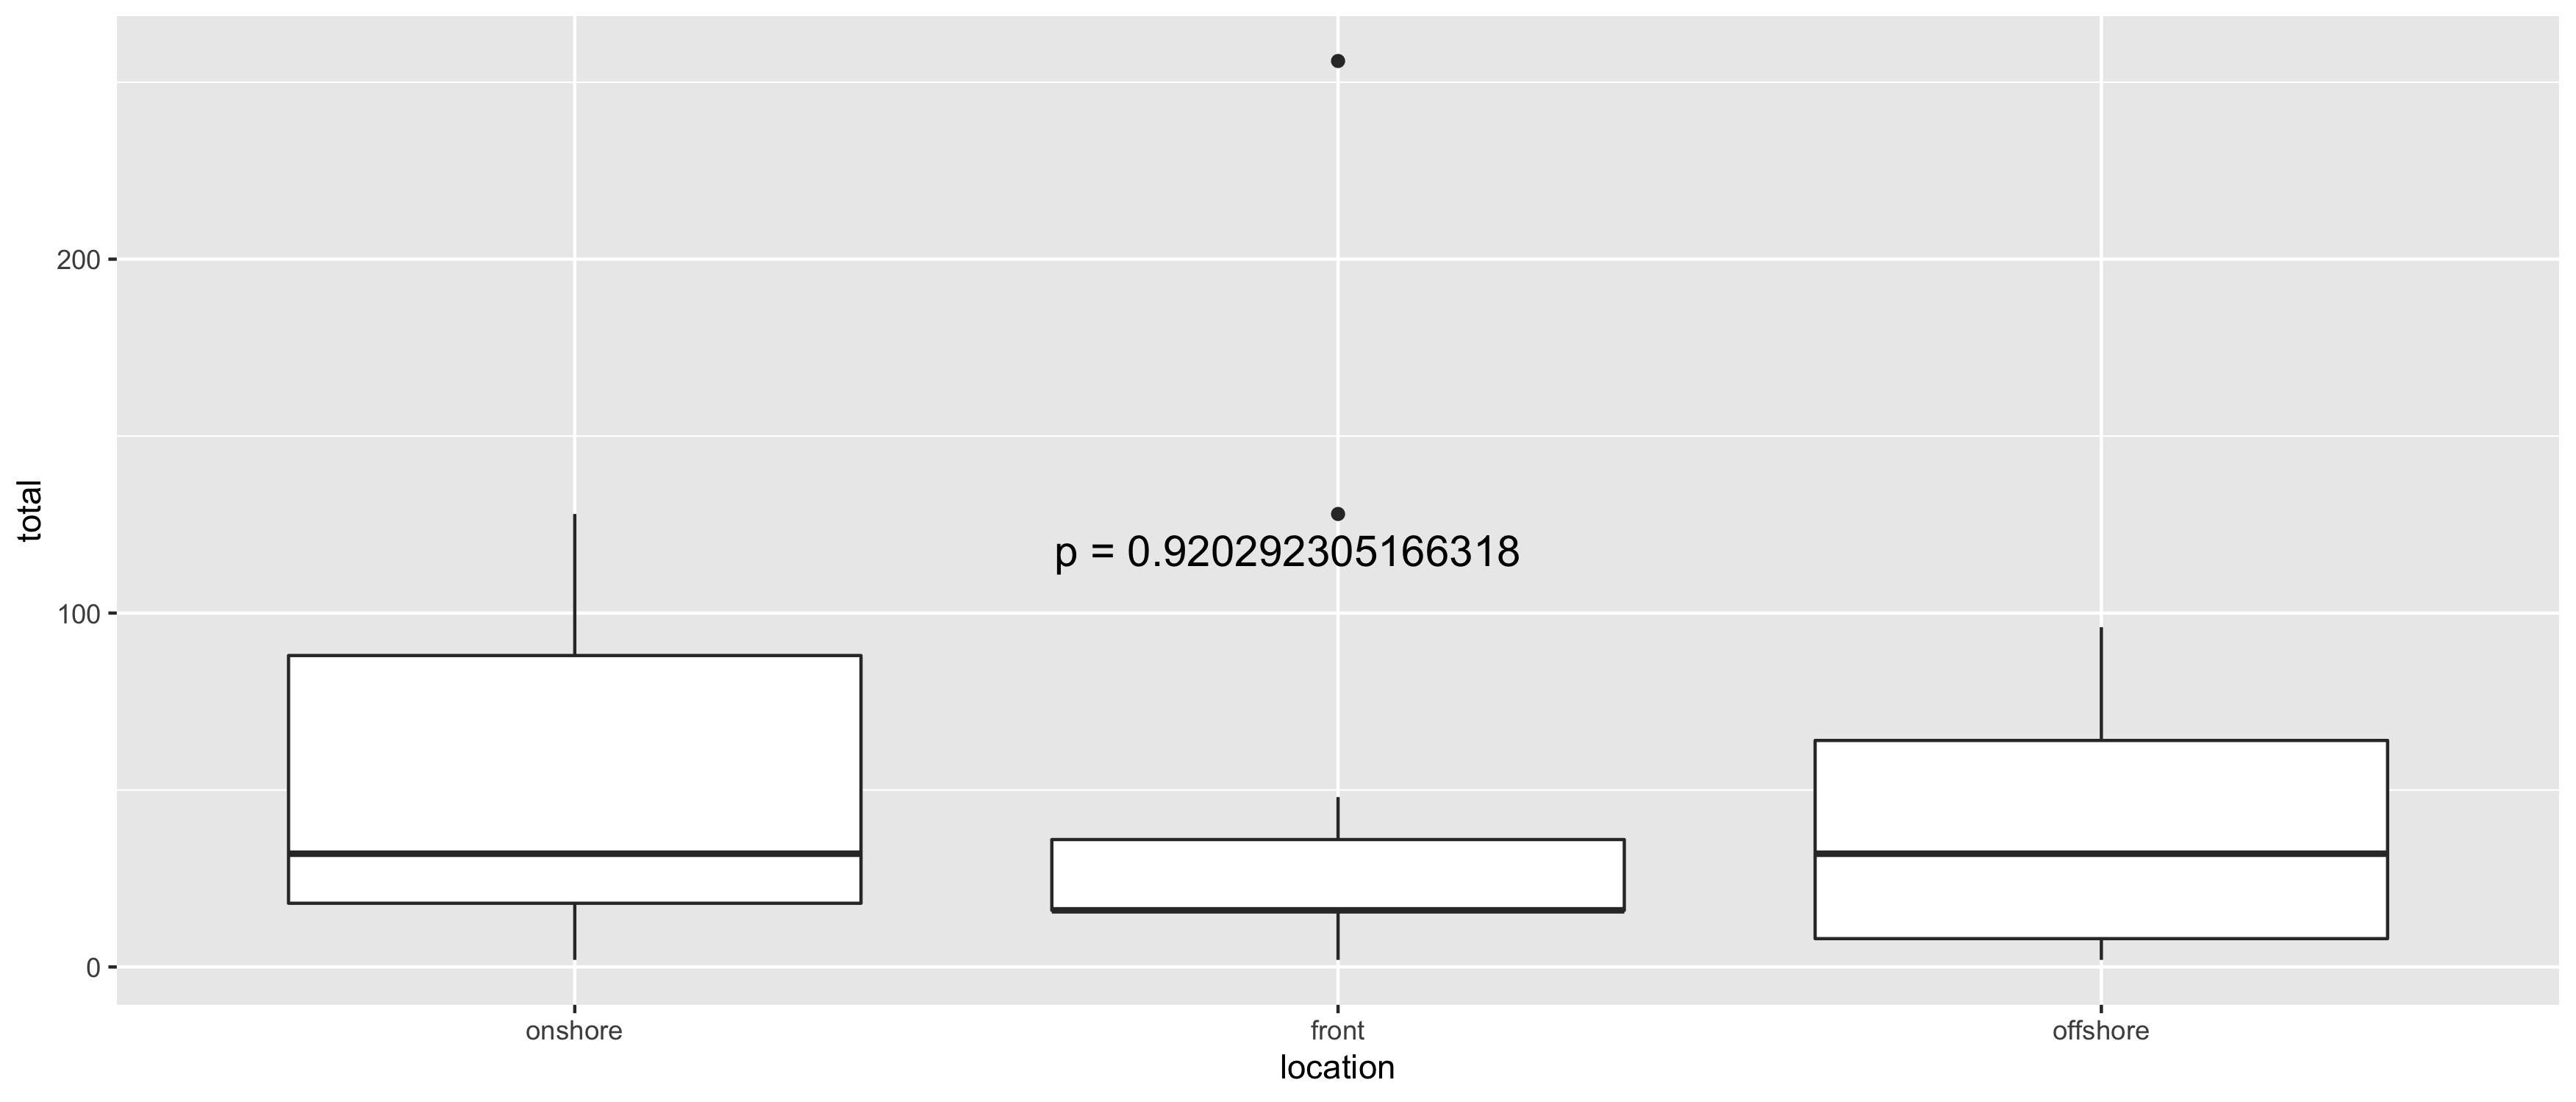 total
200
100
0
p = 0.920292305166318
onshore
front
offshore
location